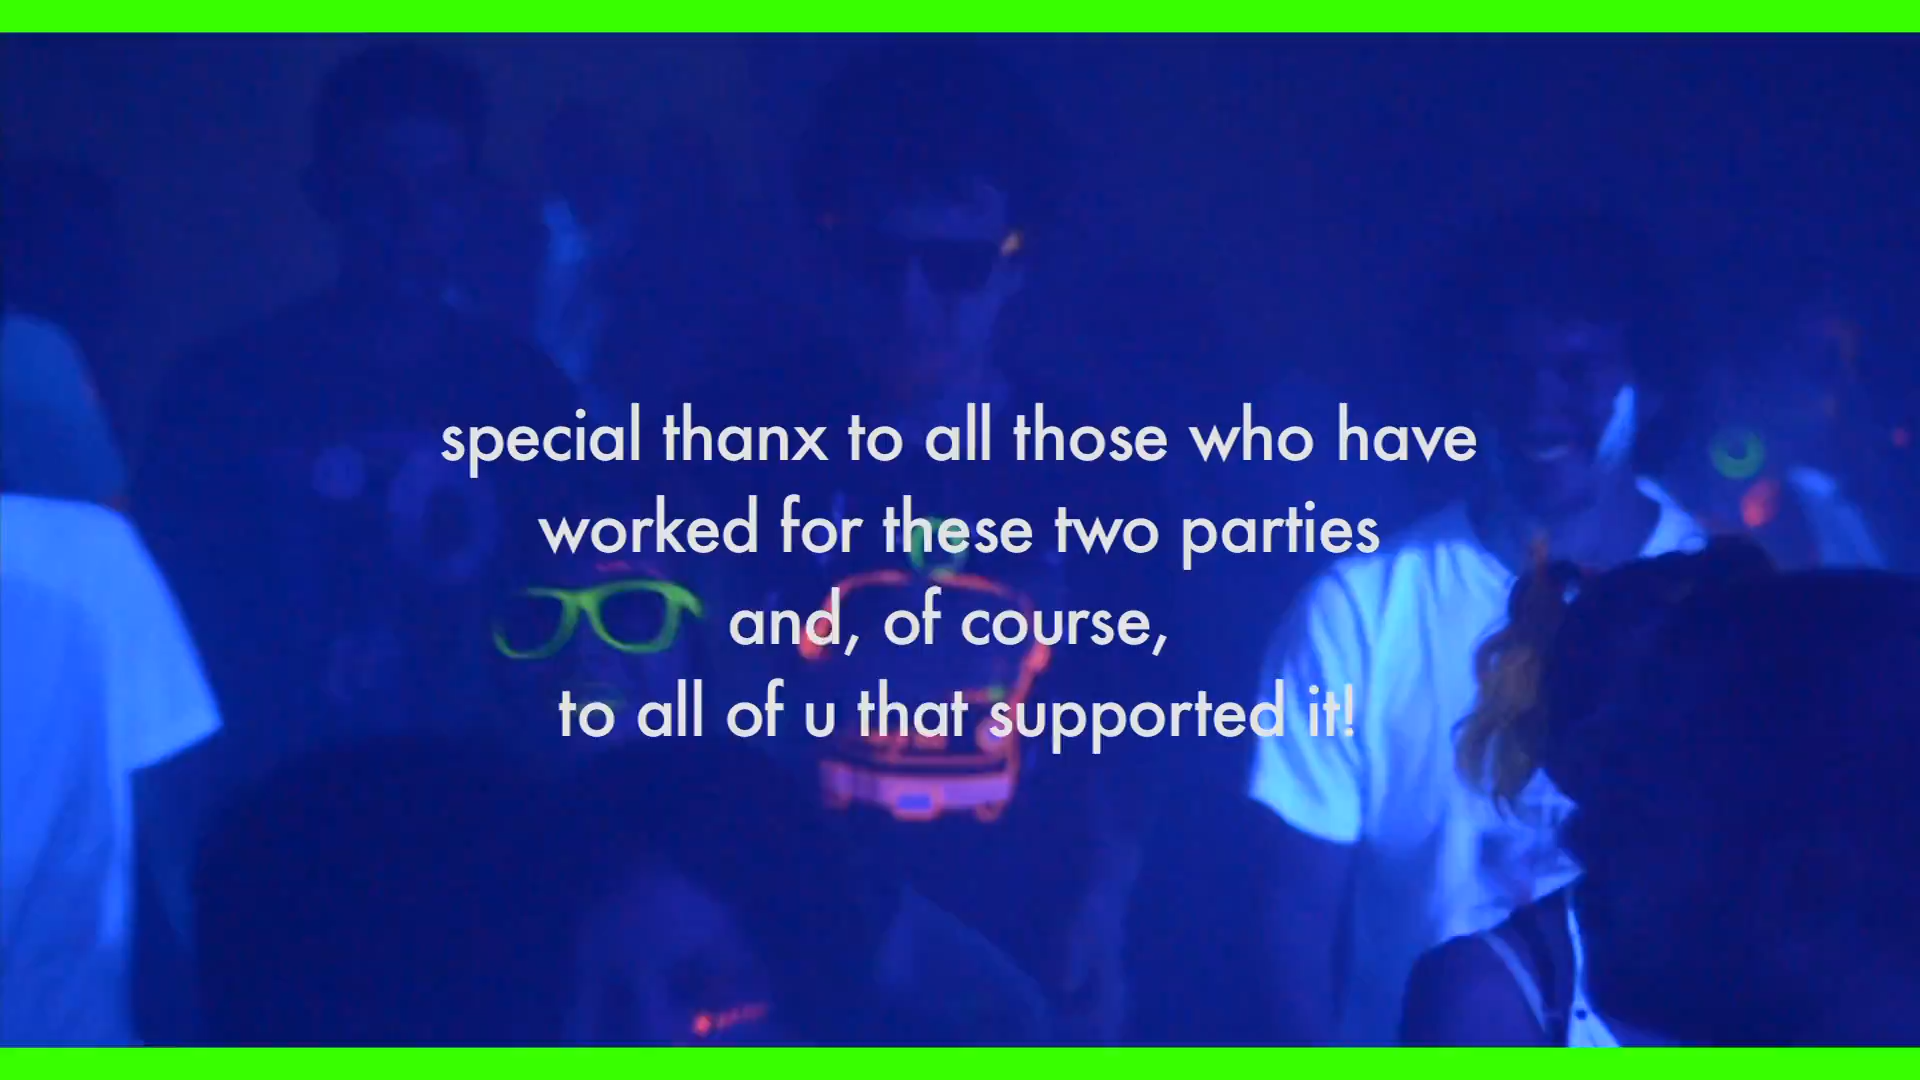 special thanx to all those who have
worked for these two parties
and, of course,
to all of u that supported it!